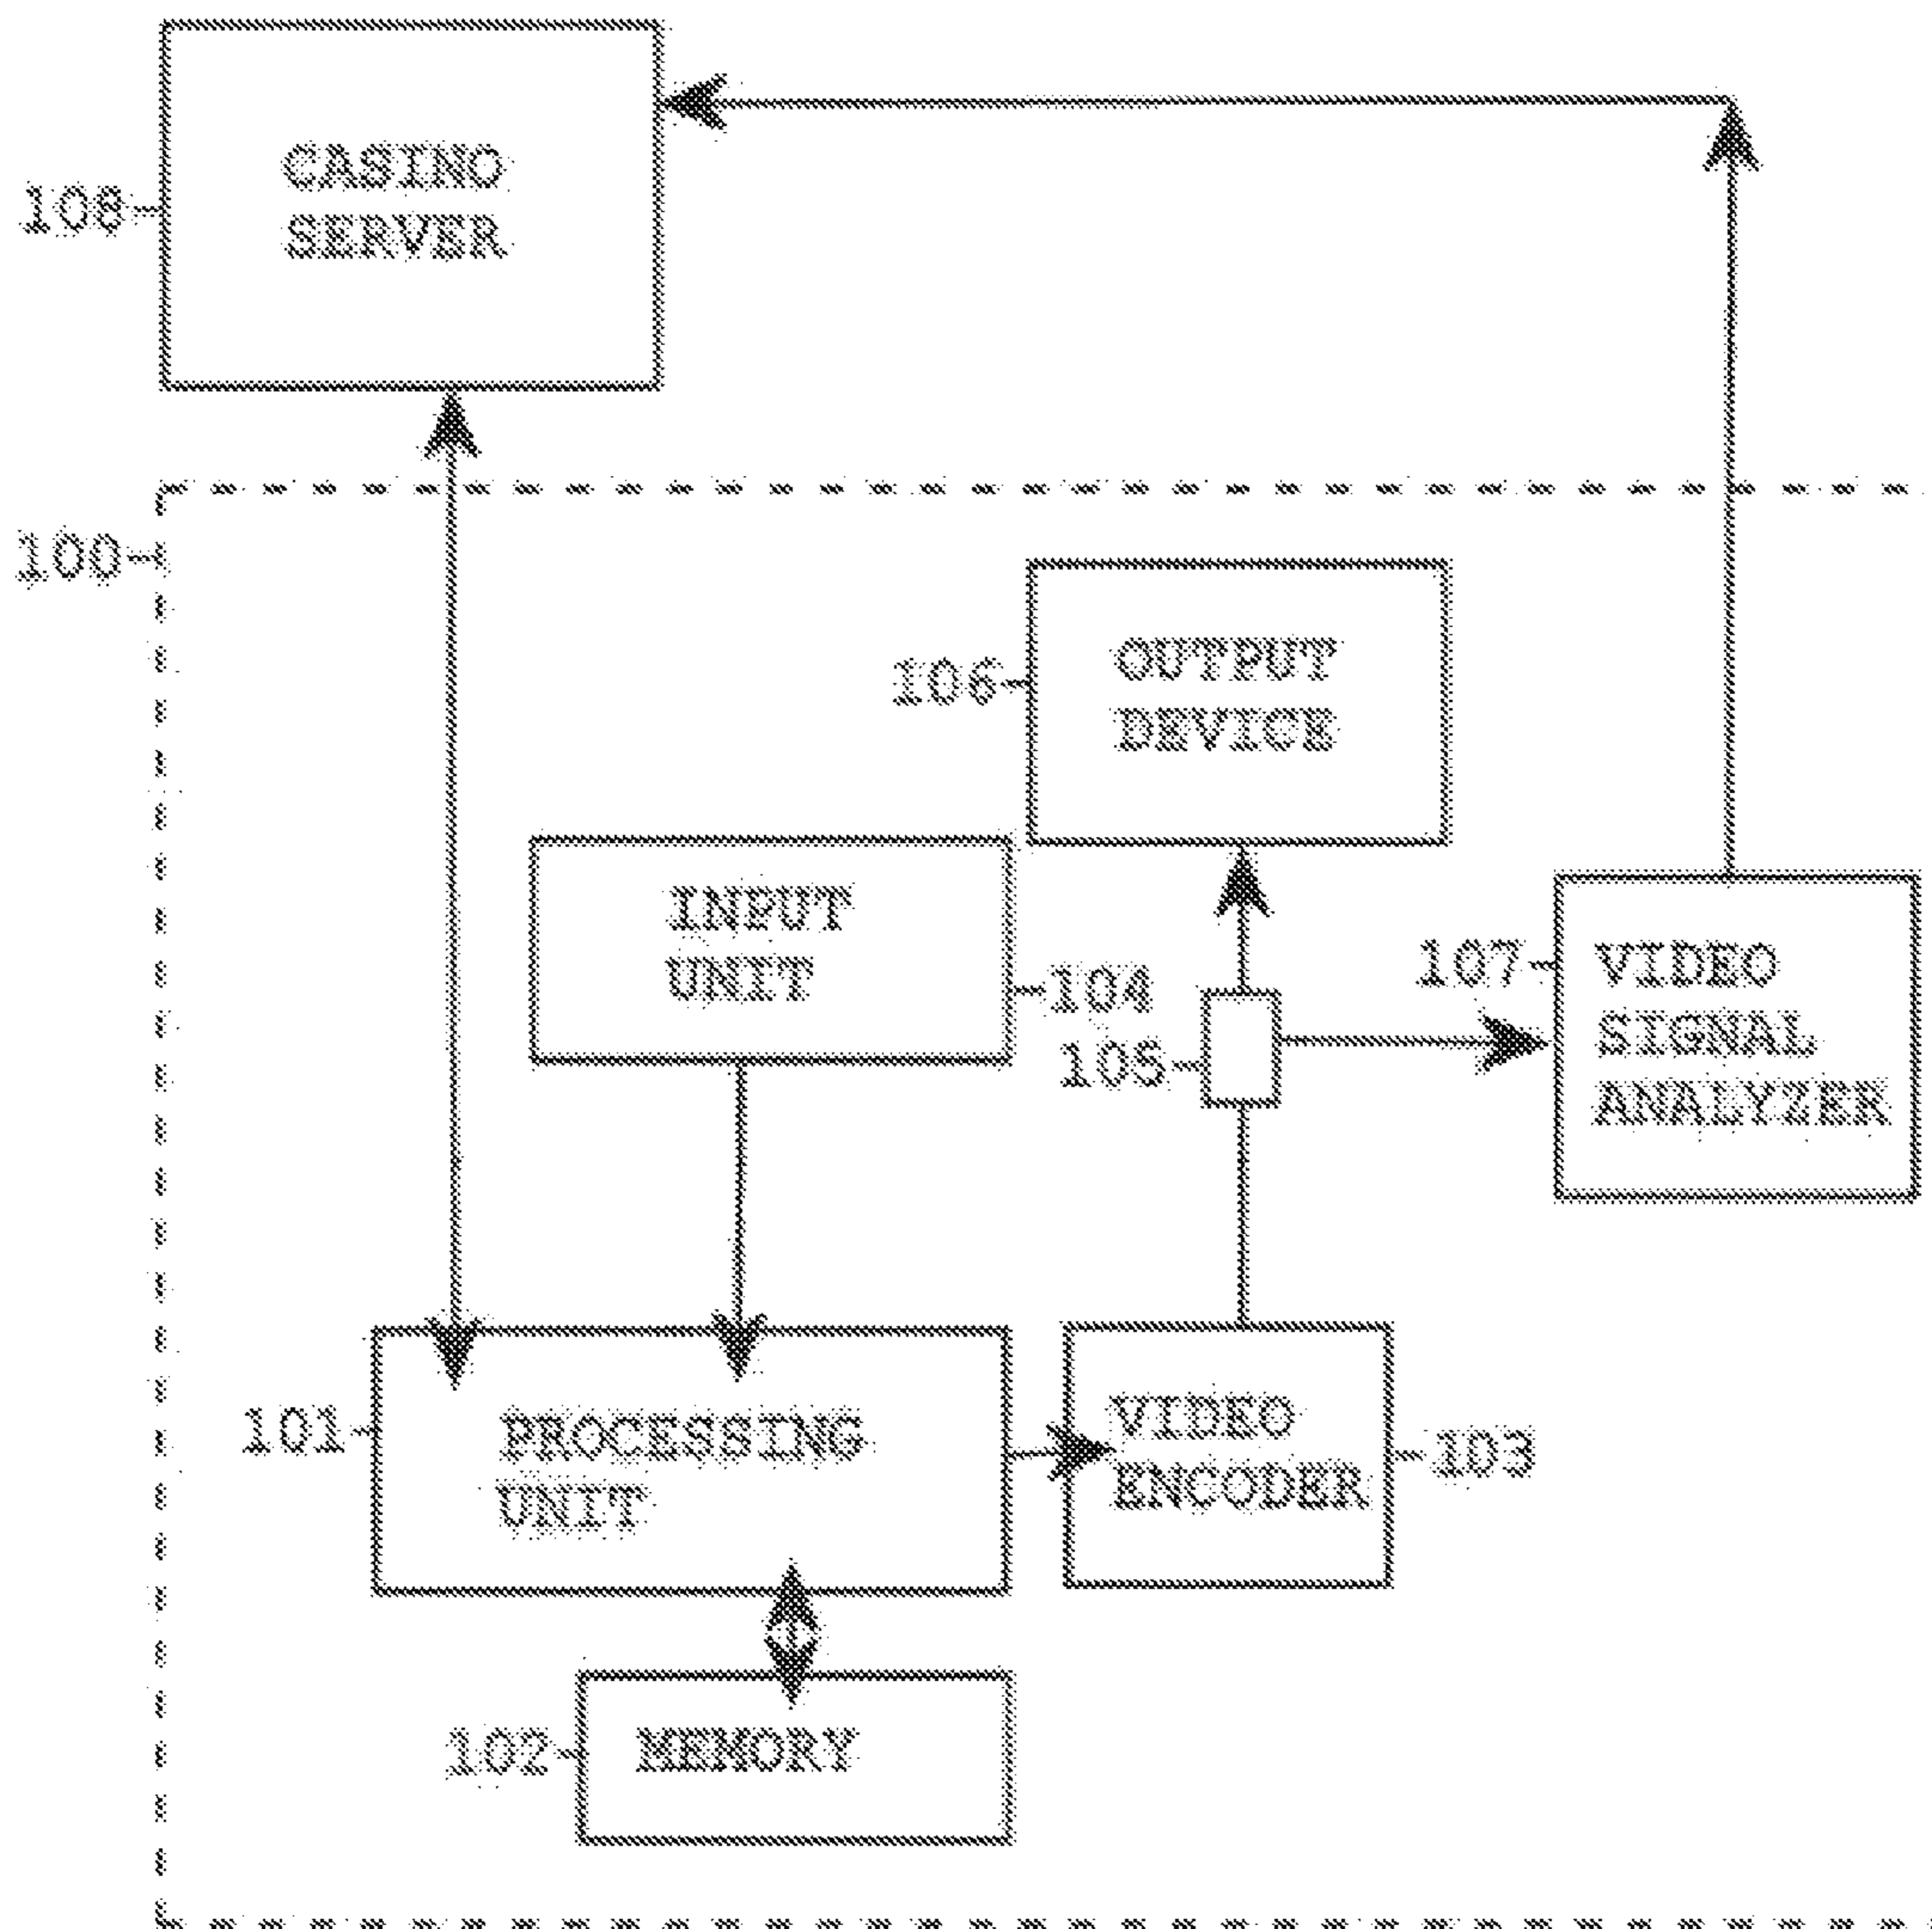 CASINO
SERVER
108
100
OUTPUT
DEVICE
106
INPUT
UNIT
104
105
107
VIDEO
SIGNAL
ANALYZER
101
PROCESSING
UNIT
VIDEO
ENCODER
103
102
MEMORY